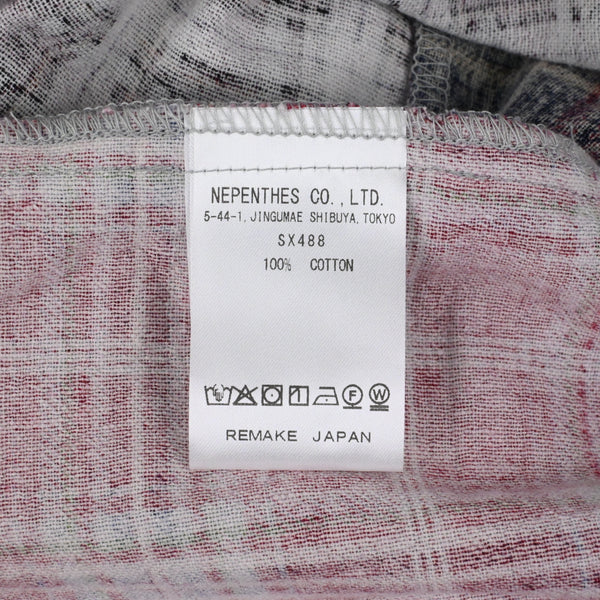 NEPENTHES CO.,LTD.
5-44-1, JINGUMAE SHIBUYA, TOKYO
SX488
100% COTTON
F W
REMAKE JAPAN